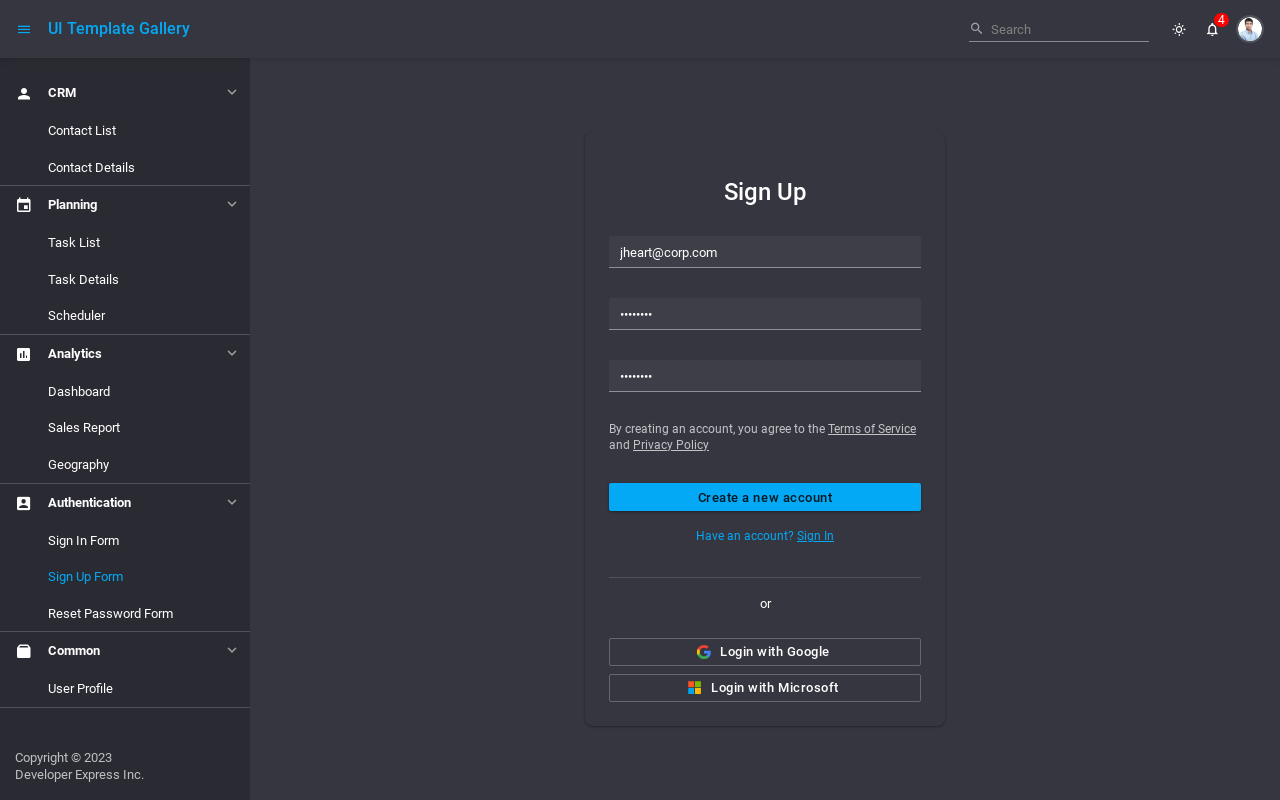 UI Template Gallery
Search
4
CRM
Contact List
Contact Details
Planning
Task List
Task Details
Scheduler
Analytics
Dashboard
Sales Report
Geography
Authentication
Sign In Form
Sign Up Form
Reset Password Form
Common
User Profile
Copyright © 2023
Developer Express Inc.
Sign Up
jheart@corp.com
••••••••
••••••••
By creating an account, you agree to the Terms of Service
and Privacy Policy
Create a new account
Have an account? Sign In
or
Login with Google
Login with Microsoft